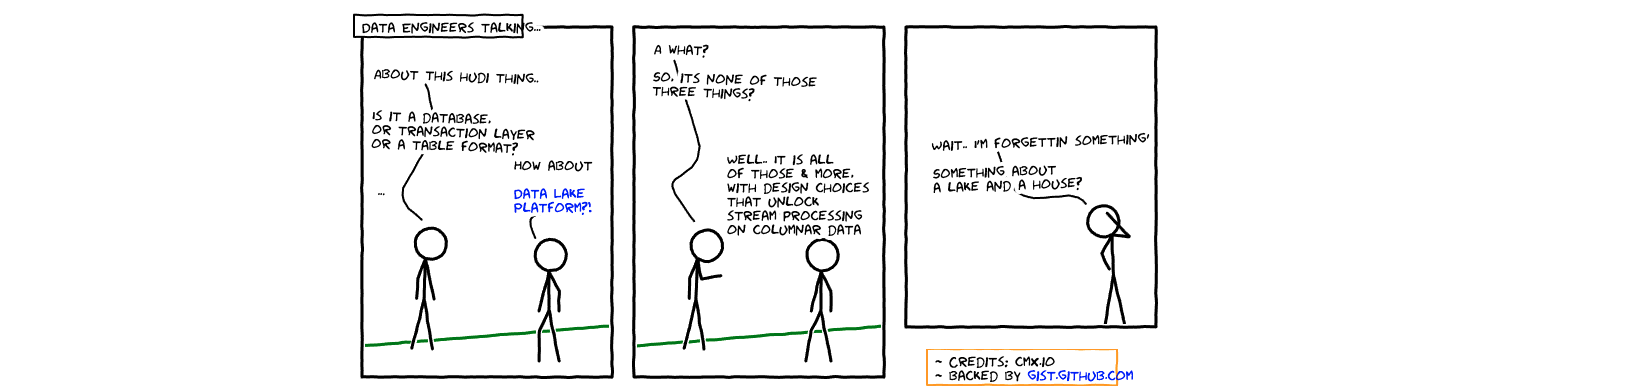 DATA ENGINEERS TALKING...
ABOUT THIS HUDI THING..
IS IT A DATABASE,
OR TRANSACTION LAYER
OR A TABLE FORMAT?
...
HOW ABOUT
DATA LAKE
PLATFORM?!
A WHAT?
SO, ITS NONE OF THOSE
THREE THINGS?
WELL.. IT IS ALL
OF THOSE & MORE,
WITH DESIGN CHOICES
THAT UNLOCK
STREAM PROCESSING
ON COLUMNAR DATA
WAIT.. I'M FORGETTIN SOMETHING'
SOMETHING ABOUT
A LAKE AND A HOUSE?
~ CREDITS: CMX.IO
~ BACKED BY GIST.GITHUB.COM